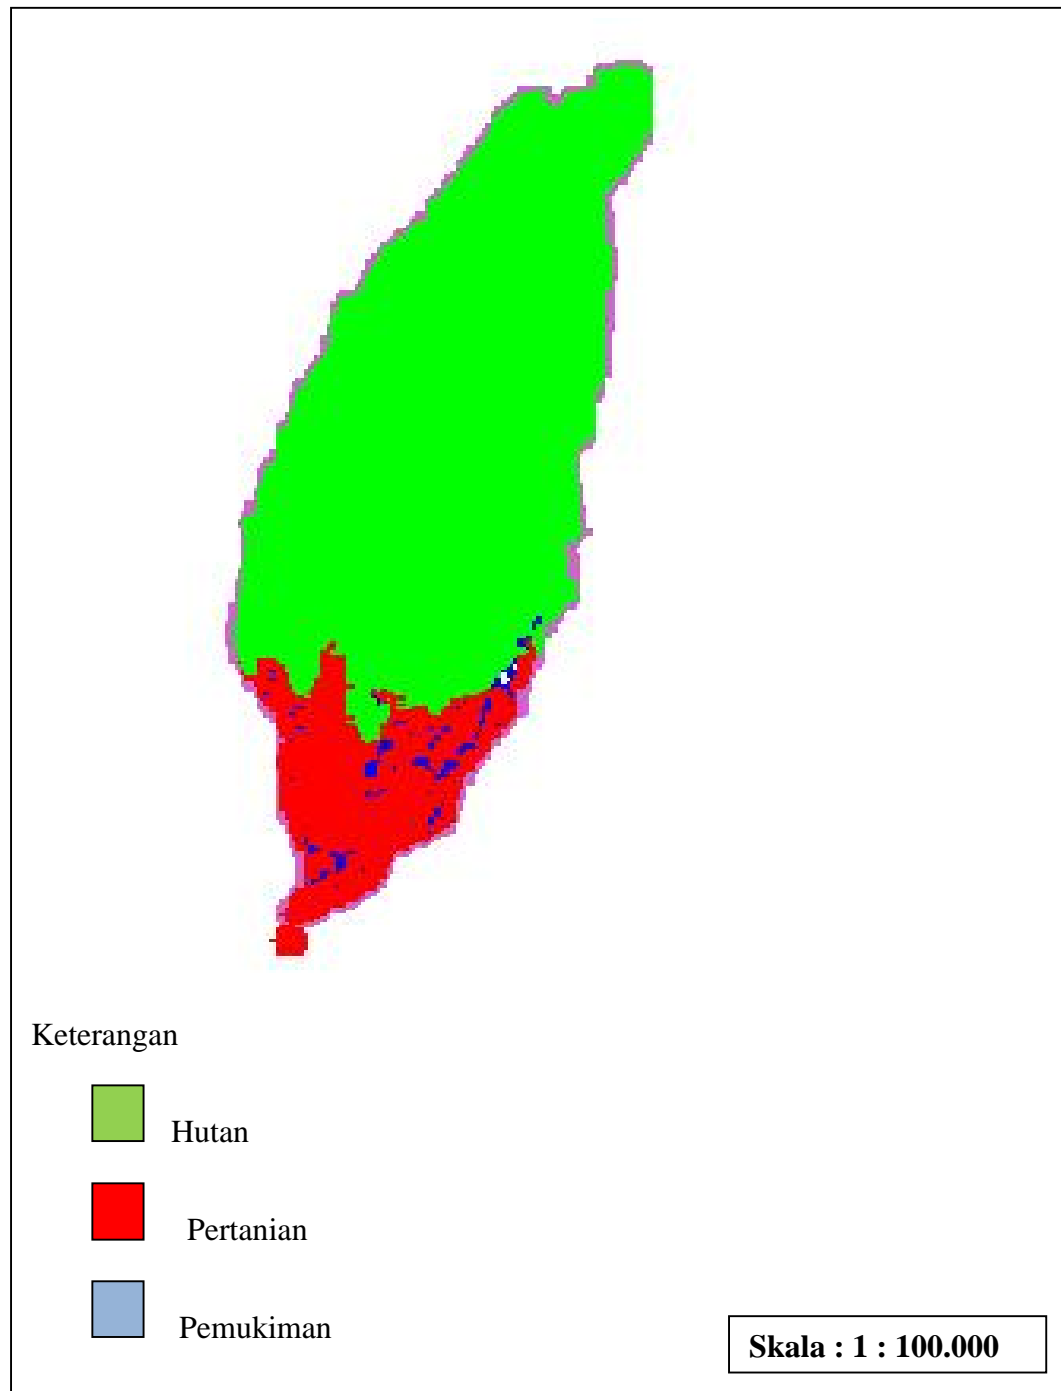 Keterangan
Hutan
Pertanian
Pemukiman
Skala : 1 : 100.000